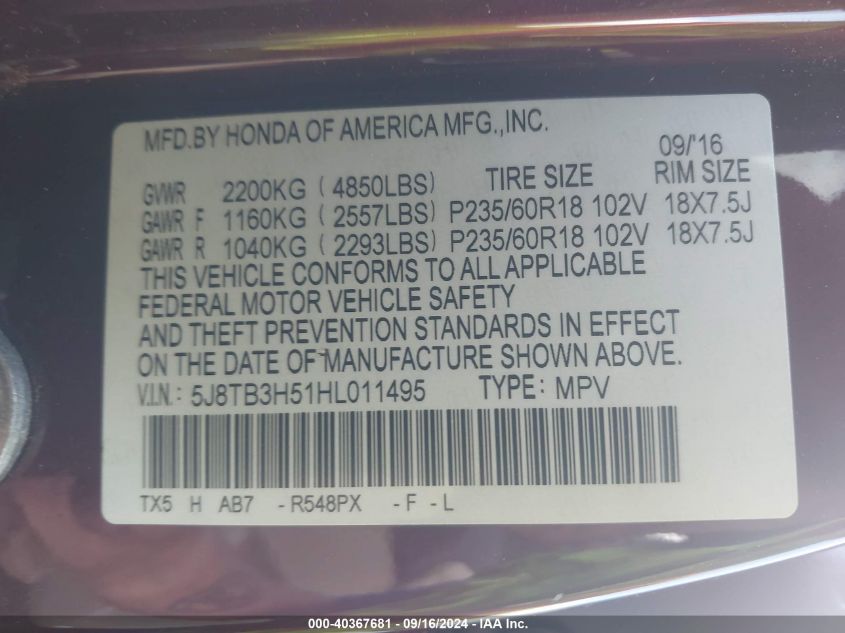 MFD.BY HONDA OF AMERICA MFG.,INC.
09/'16
GVWR 2200KG ( 4850LBS) TIRE SIZE RIM SIZE
GAWR F 1160KG ( 2557LBS) P235/60R18 102V 18X7.5J
GAWR R 1040KG ( 2293LBS) P235/60R18 102V 18X7.5J
THIS VEHICLE CONFORMS TO ALL APPLICABLE
FEDERAL MOTOR VEHICLE SAFETY
AND THEFT PREVENTION STANDARDS IN EFFECT
ON THE DATE OF MANUFACTURE SHOWN ABOVE.
V.I.N.: 5J8TB3H51HL011495 TYPE: MPV
TX5 H AB7 -R548PX -F -L
000-40367681 - 09/16/2024 - IAA Inc.